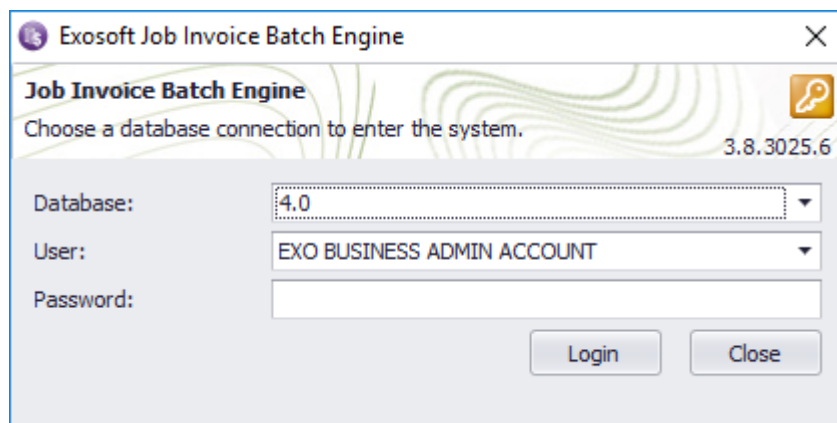 Exosoft Job Invoice Batch Engine
Job Invoice Batch Engine
Choose a database connection to enter the system.
3.8.3025.6
Database: 4.0
User: EXO BUSINESS ADMIN ACCOUNT
Password:
Login Close